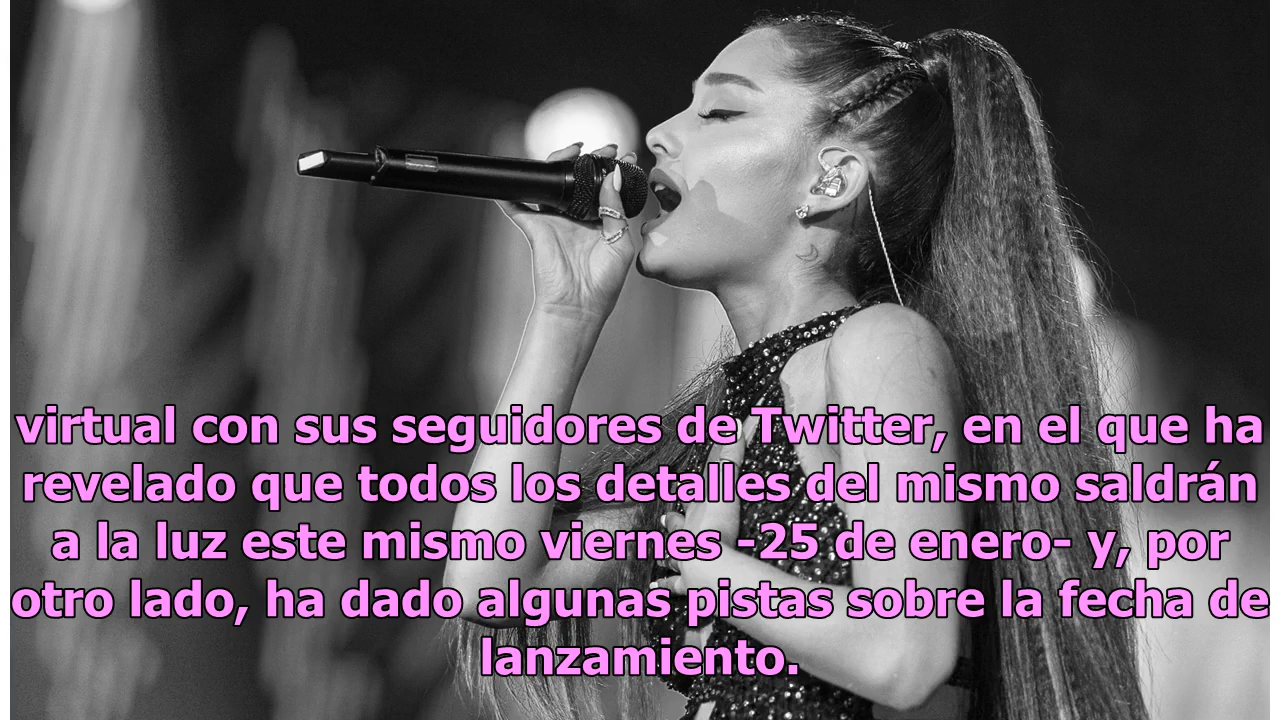 virtual con sus seguidores de Twitter, en el que ha
revelado que todos los detalles del mismo saldrán
a la luz este mismo viernes -25 de enero- y, por
otro lado, ha dado algunas pistas sobre la fecha de
lanzamiento.